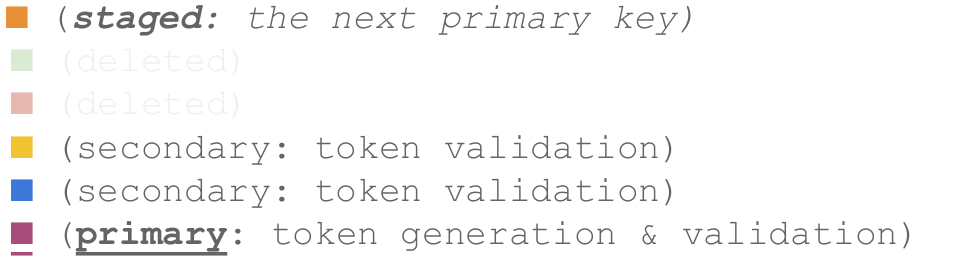 (staged: the next primary key)
(deleted)
(deleted)
(secondary: token validation)
(secondary: token validation)
(primary: token generation & validation)